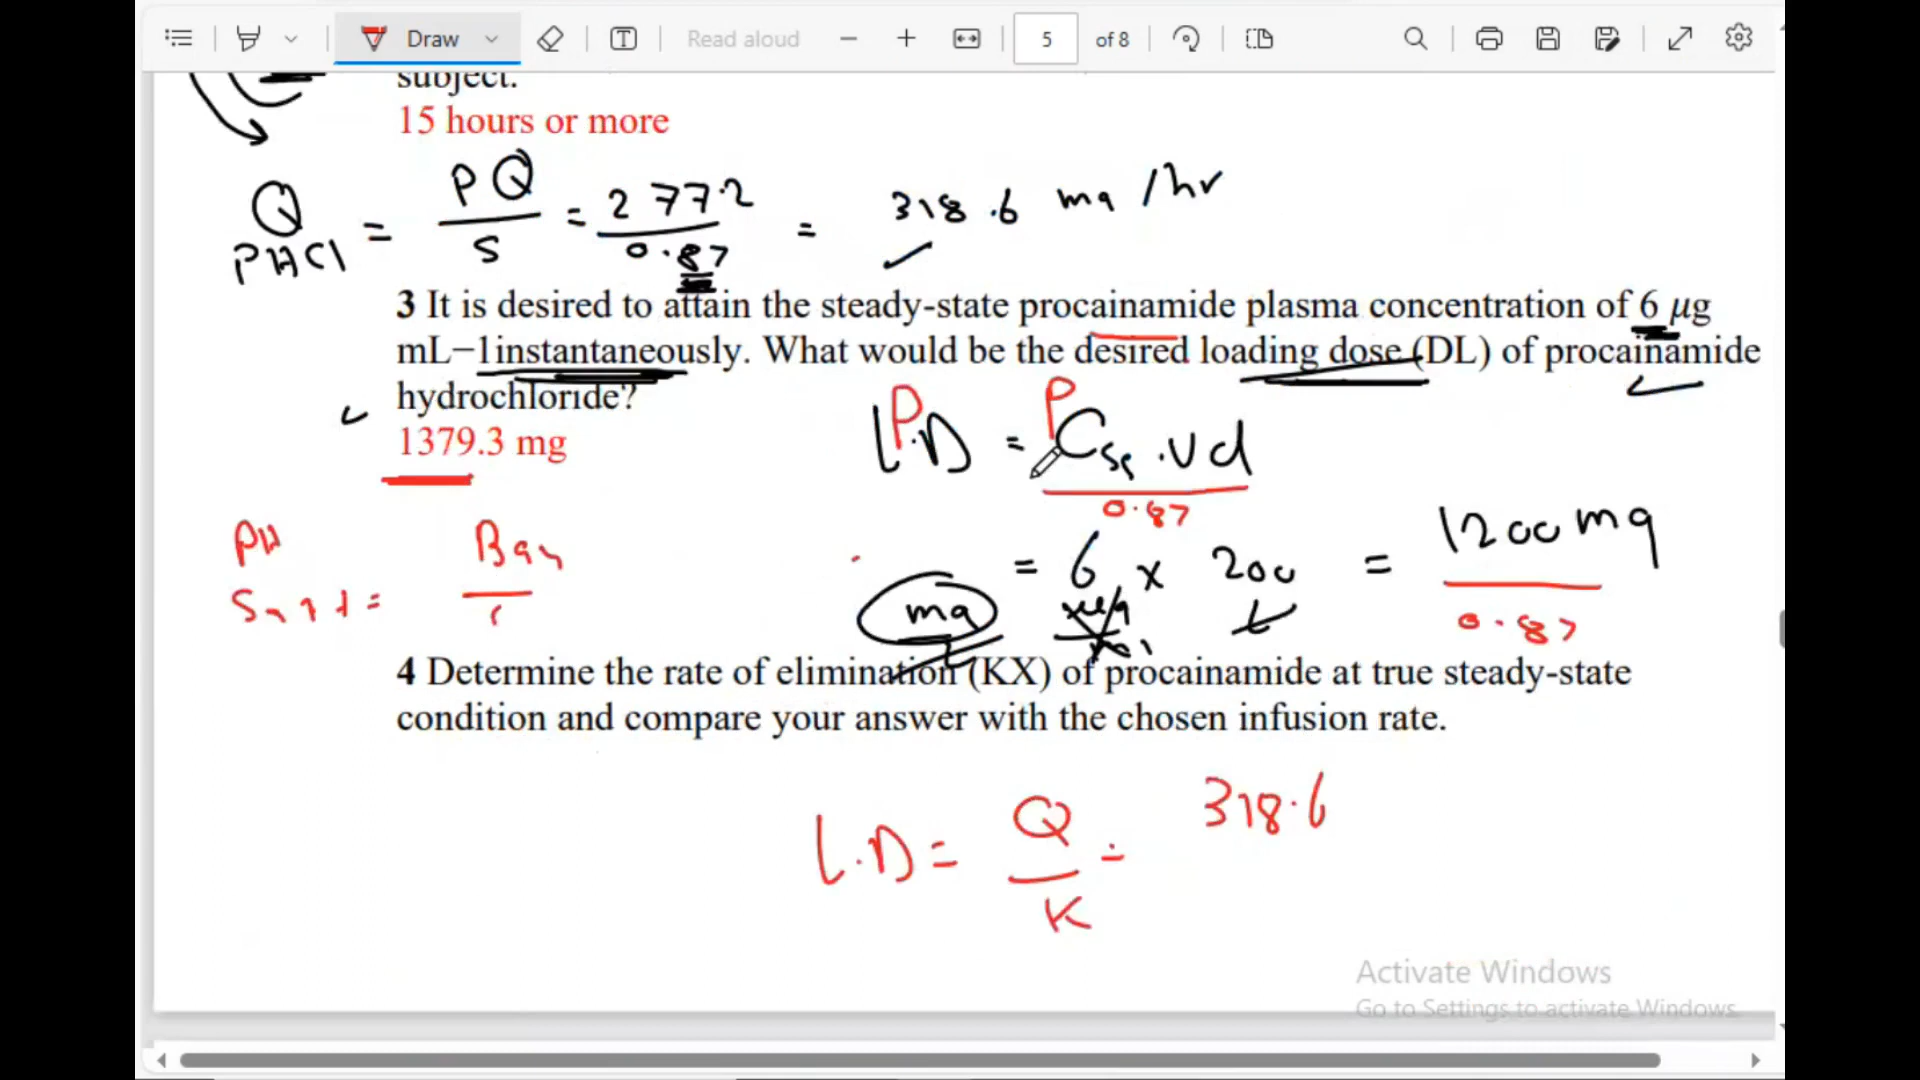 Draw
Read aloud
5 of 8
subject.
15 hours or more
Q PHCl = PQ / S = 277.2 / 0.87 = 318.6 mg /hr
3 It is desired to attain the steady-state procainamide plasma concentration of 6 μg
mL−1instantaneously. What would be the desired loading dose (DL) of procainamide
hydrochloride?
1379.3 mg
L.D = Css .Vd
P P
0.87
= 6 x 200 = 1200 mg
mg
0.87
4 Determine the rate of elimination (KX) of procainamide at true steady-state
condition and compare your answer with the chosen infusion rate.
L.D = Q / K = 318.6
Activate Windows
Go to Settings to activate Windows.